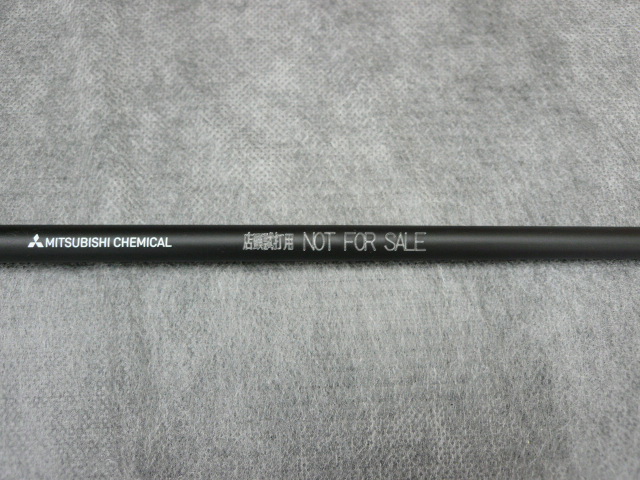 MITSUBISHI CHEMICAL 店頭試打用 NOT FOR SALE